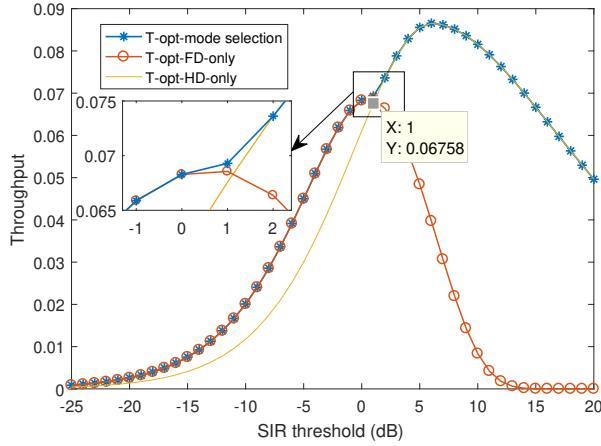 T-opt-mode selection
T-opt-FD-only
T-opt-HD-only
0.09
0.08
0.07
0.06
0.05
0.04
0.03
0.02
0.01
0
Throughput
0.075
0.07
0.065
-1 0 1 2
X: 1
Y: 0.06758
-25 -20 -15 -10 -5 0 5 10 15 20
SIR threshold (dB)